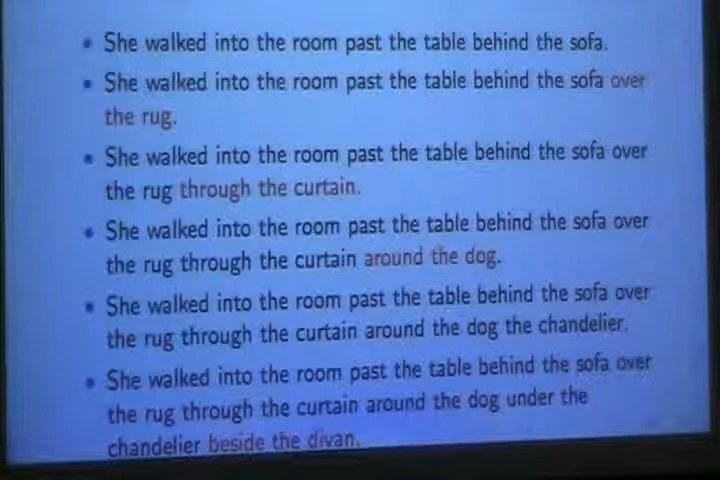 • She walked into the room past the table behind the sofa.
• She walked into the room past the table behind the sofa over
the rug.
• She walked into the room past the table behind the sofa over
the rug through the curtain.
• She walked into the room past the table behind the sofa over
the rug through the curtain around the dog.
• She walked into the room past the table behind the sofa over
the rug through the curtain around the dog the chandelier.
• She walked into the room past the table behind the sofa over
the rug through the curtain around the dog under the
chandelier beside the divan.